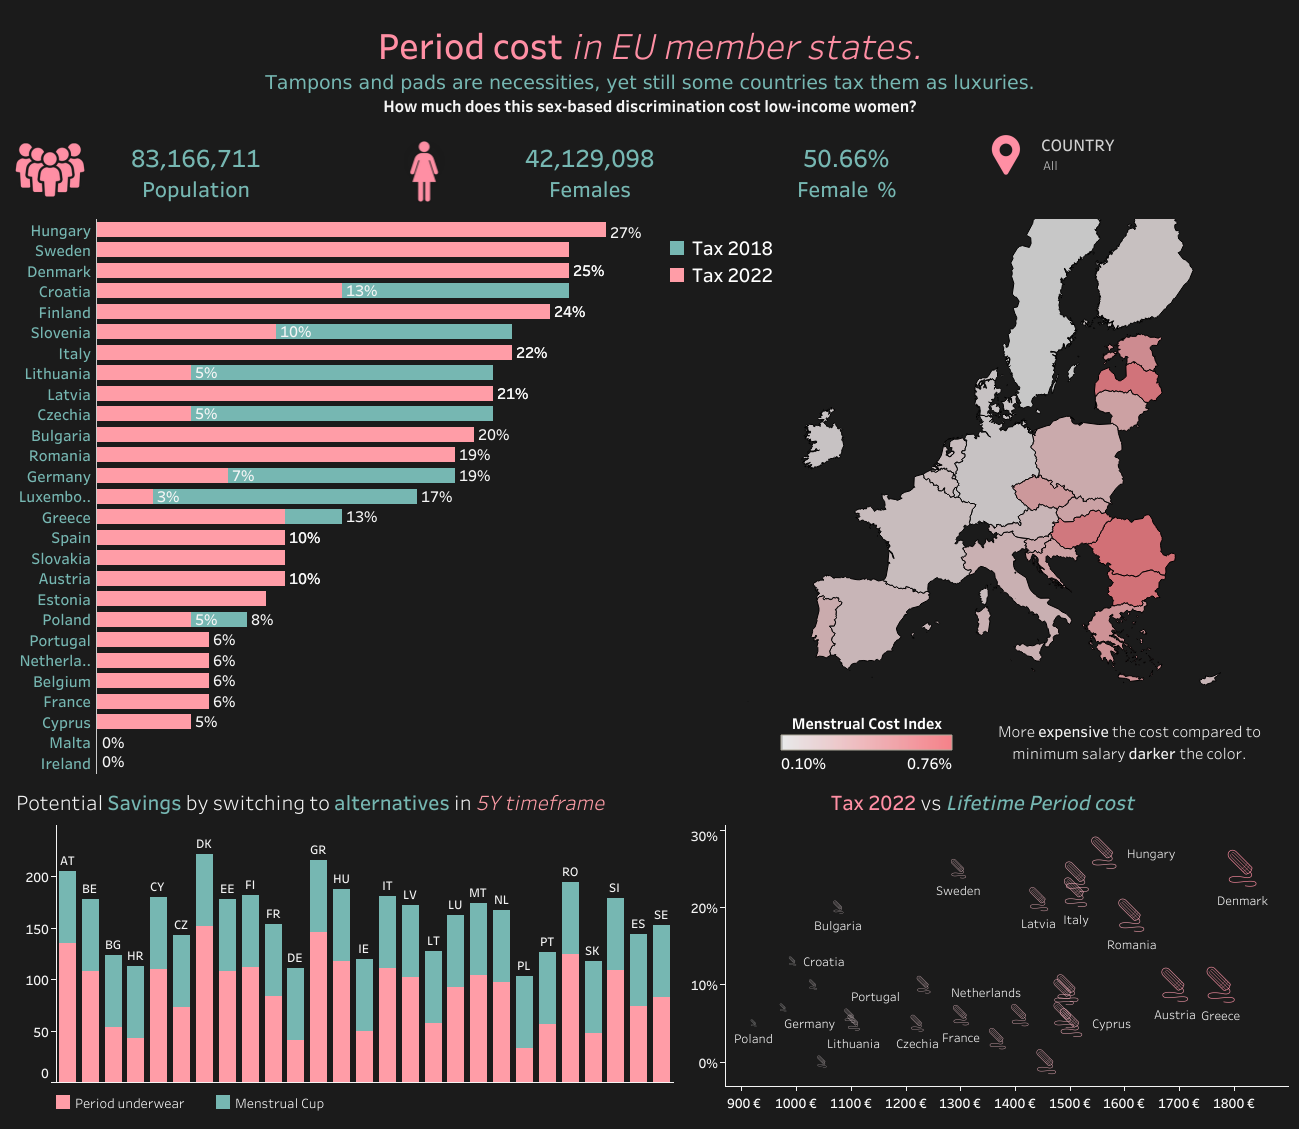 Period cost in EU member states.
Tampons and pads are necessities, yet still some countries tax them as luxuries.
How much does this sex-based discrimination cost low-income women?
83,166,711
Population
42,129,098
Females
50.66%
Female %
COUNTRY
All
Hungary 27%
Sweden
Denmark 25%
Croatia 13%
Finland 24%
Slovenia 10%
Italy 22%
Lithuania 5%
Latvia 21%
Czechia 5%
Bulgaria 20%
Romania 19%
Germany 7% 19%
Luxembo.. 3% 17%
Greece 13%
Spain 10%
Slovakia
Austria 10%
Estonia
Poland 5% 8%
Portugal 6%
Netherla.. 6%
Belgium 6%
France 6%
Cyprus 5%
Malta 0%
Ireland 0%
Tax 2018
Tax 2022
Menstrual Cost Index
0.10% 0.76%
More expensive the cost compared to
minimum salary darker the color.
Potential Savings by switching to alternatives in 5Y timeframe
200
150
100
50
0
AT BE BG HR CY CZ DK EE FI FR DE GR HU IE IT LV LT LU MT NL PL PT RO SK SI ES SE
Period underwear
Menstrual Cup
Tax 2022 vs Lifetime Period cost
30%
20%
10%
0%
Hungary
Sweden
Denmark
Bulgaria
Latvia
Italy
Romania
Croatia
Portugal
Netherlands
Poland
Germany
Lithuania
Czechia
France
Cyprus
Austria
Greece
900 € 1000 € 1100 € 1200 € 1300 € 1400 € 1500 € 1600 € 1700 € 1800 €